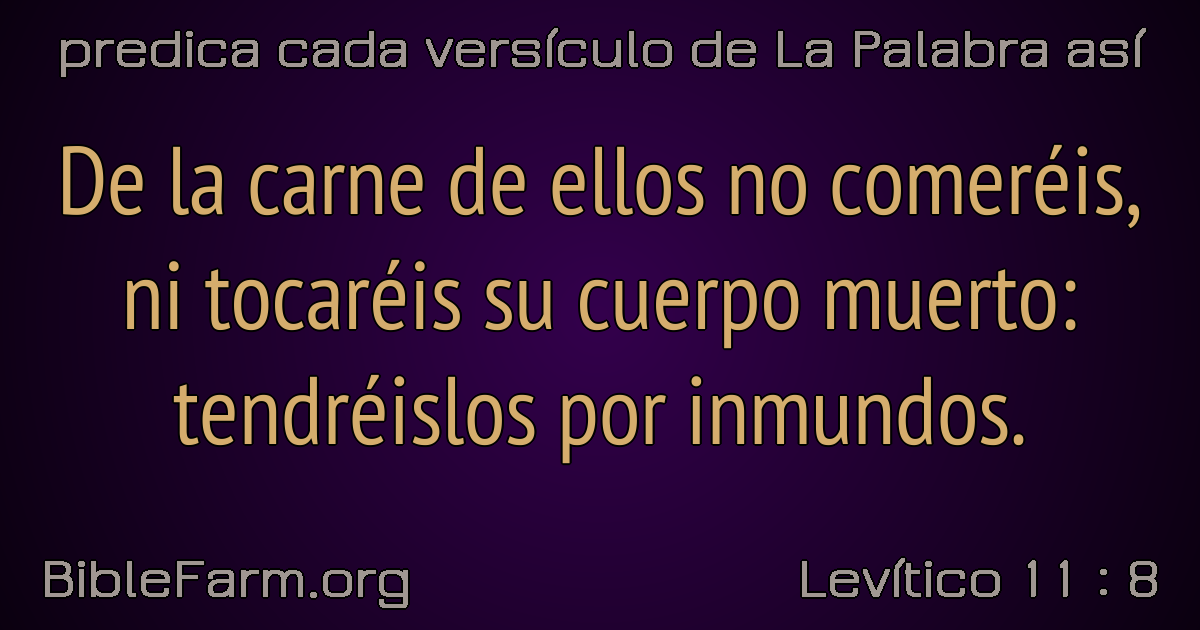 predica cada versículo de La Palabra así
De la carne de ellos no comeréis,
ni tocaréis su cuerpo muerto:
tendréislos por inmundos.
BibleFarm.org
Levítico 11 : 8